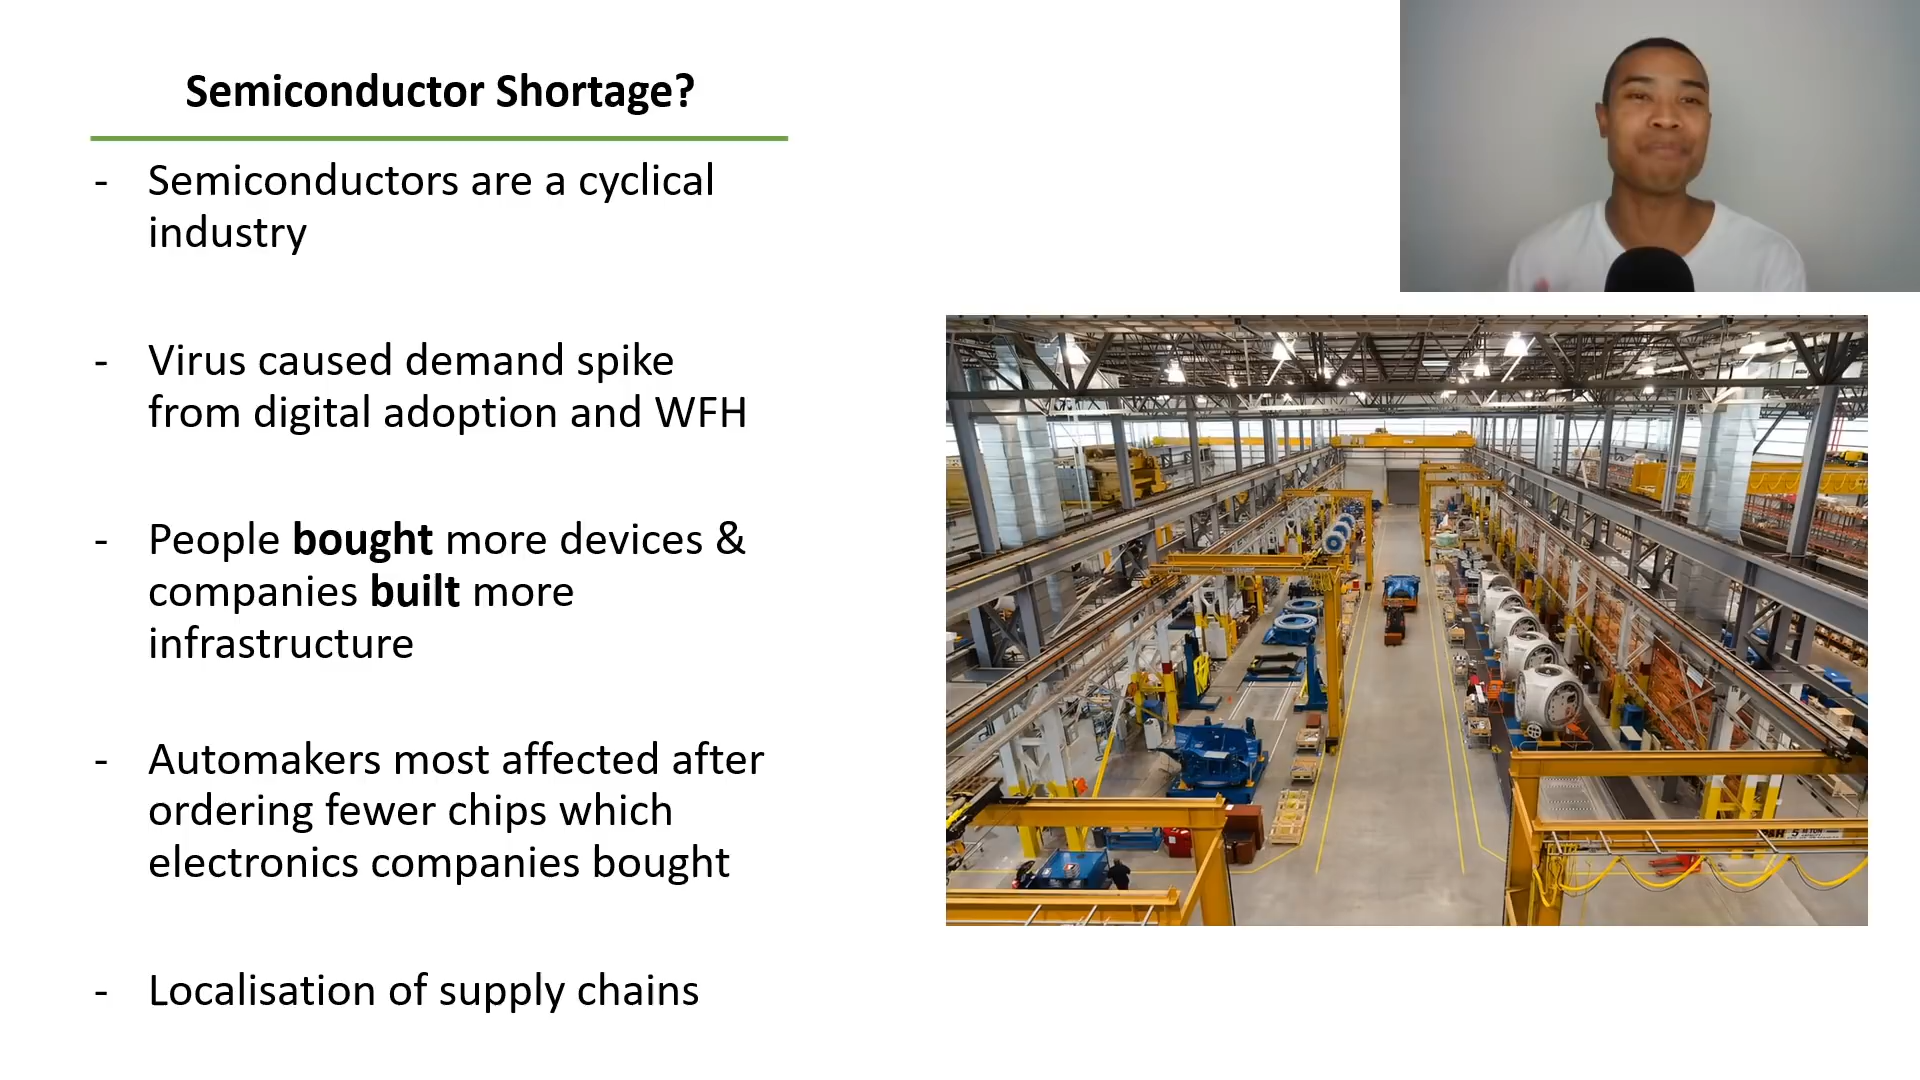 Semiconductor Shortage?
- Semiconductors are a cyclical
industry
- Virus caused demand spike
from digital adoption and WFH
- People bought more devices &
companies built more
infrastructure
- Automakers most affected after
ordering fewer chips which
electronics companies bought
- Localisation of supply chains
P&H 5 TON